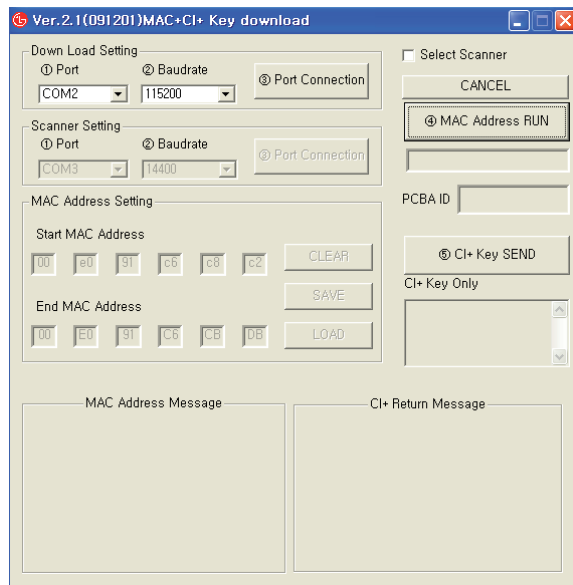 Ver.2.1(091201)MAC+CI+ Key download
Down Load Setting
① Port ② Baudrate
COM2 115200
③ Port Connection
Select Scanner
CANCEL
④ MAC Address RUN
Scanner Setting
① Port ② Baudrate
COM3 14400
③ Port Connection
PCBA ID
MAC Address Setting
Start MAC Address
00 e0 91 c6 c8 c2
CLEAR
SAVE
End MAC Address
00 E0 91 C6 CB DB
LOAD
⑤ CI+ Key SEND
CI+ Key Only
MAC Address Message
CI+ Return Message